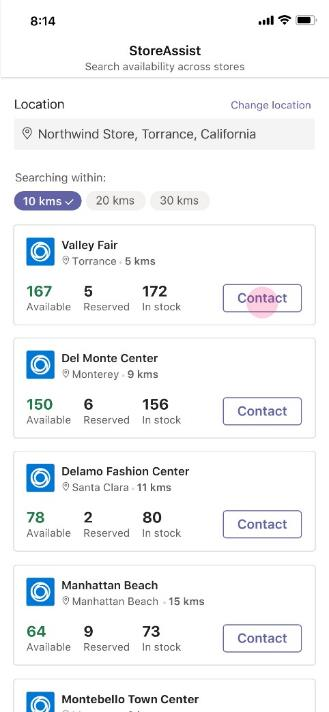 8:14
StoreAssist
Search availability across stores
Location
Change location
Northwind Store, Torrance, California
Searching within:
10 kms
20 kms
30 kms
Valley Fair
Torrance · 5 kms
167 5 172
Available Reserved In stock
Contact
Del Monte Center
Monterey · 9 kms
150 6 156
Available Reserved In stock
Contact
Delamo Fashion Center
Santa Clara · 11 kms
78 2 80
Available Reserved In stock
Contact
Manhattan Beach
Manhattan Beach · 15 kms
64 9 73
Available Reserved In stock
Contact
Montebello Town Center